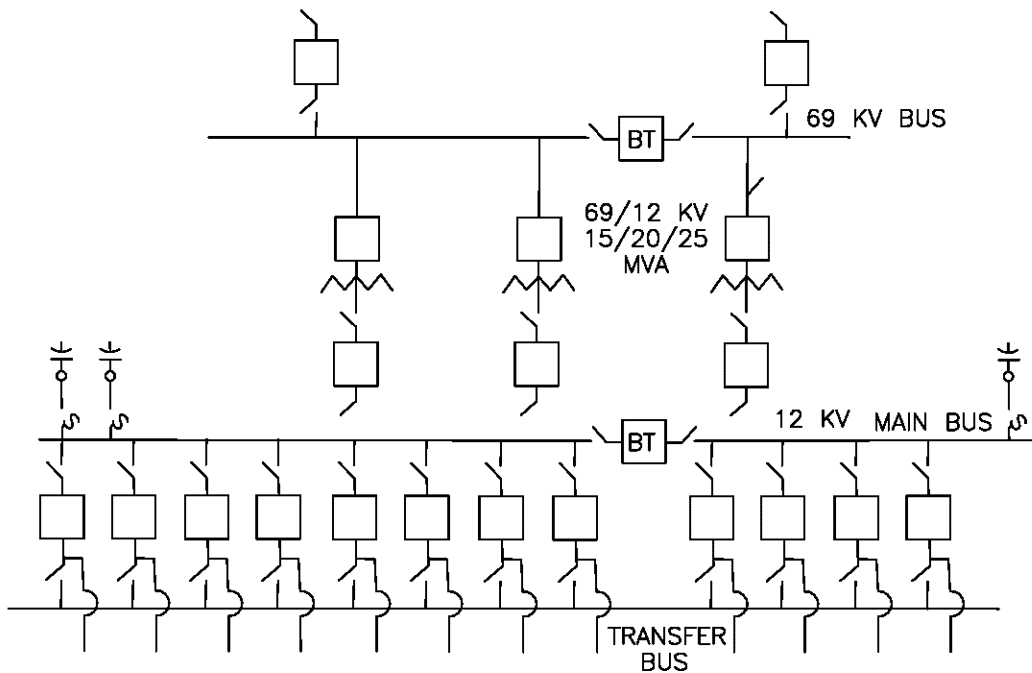 69 KV BUS
BT
69/12 KV
15/20/25
MVA
12 KV MAIN BUS
BT
TRANSFER
BUS